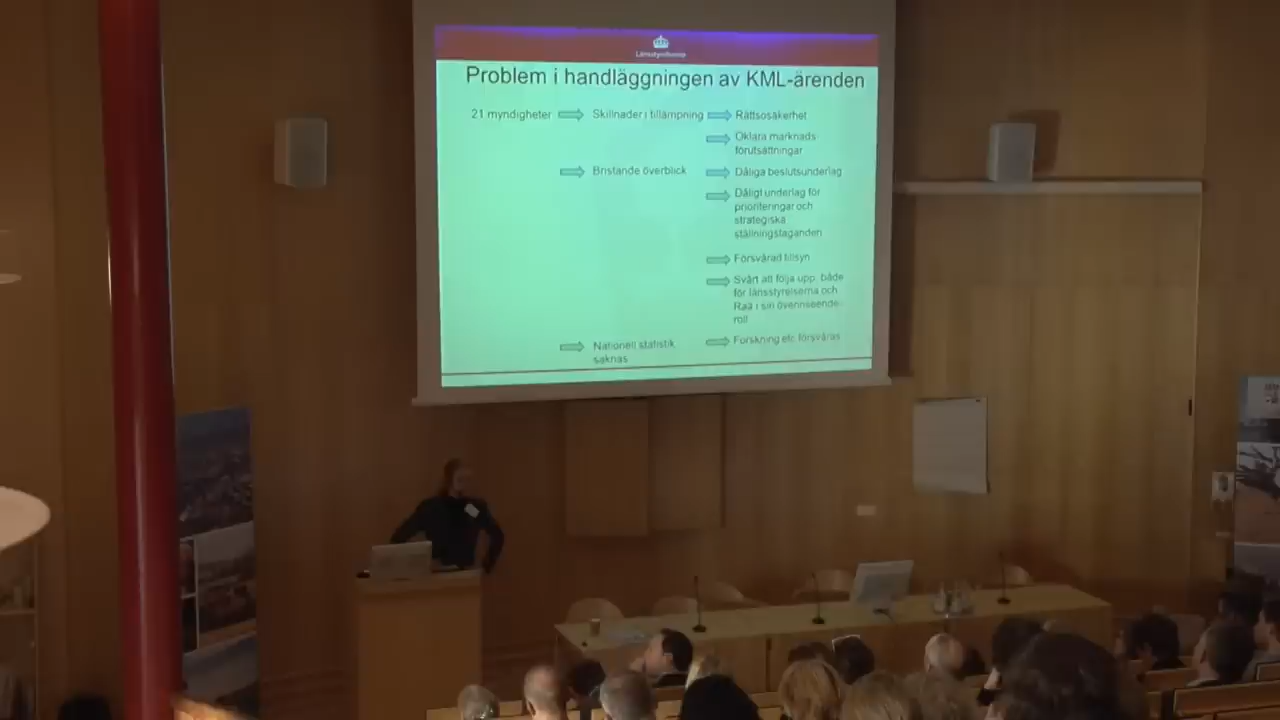 Länsstyrelserna
Problem i handläggningen av KML-ärenden
21 myndigheter
Skillnader i tillämpning
Rättsosäkerhet
Oklara marknads-
förutsättningar
Bristande överblick
Dåliga beslutsunderlag
Dåligt underlag för
prioriteringar och
strategiska
ställningstaganden
Försvårad tillsyn
Svårt att följa upp, både
för länsstyrelserna och
Raä i sin överinseende-
roll
Nationell statistik
saknas
Forskning etc försvåras